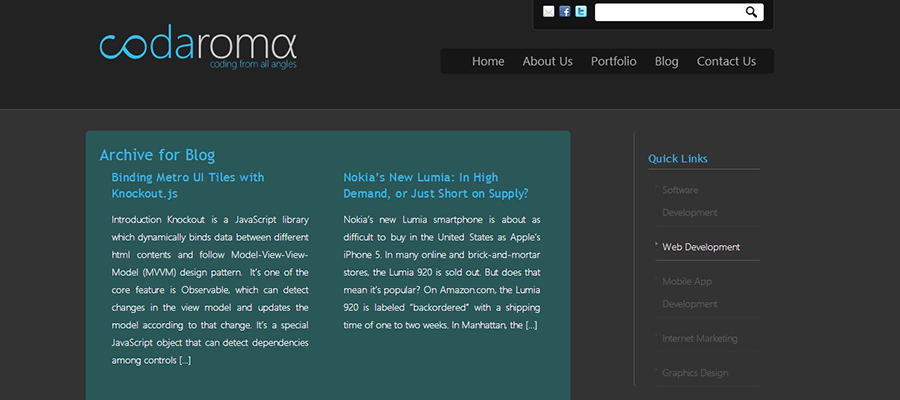 codaromα
coding from all angles
Home About Us Portfolio Blog Contact Us
Archive for Blog
Binding Metro UI Tiles with
Knockout.js
Introduction Knockout is a JavaScript library
which dynamically binds data between different
html contents and follow Model-View-View-
Model (MVVM) design pattern. It's one of the
core feature is Observable, which can detect
changes in the view model and updates the
model according to that change. It's a special
JavaScript object that can detect dependencies
among controls [...]
Nokia's New Lumia: In High
Demand, or Just Short on Supply?
Nokia's new Lumia smartphone is about as
difficult to buy in the United States as Apple's
iPhone 5. In many online and brick-and-mortar
stores, the Lumia 920 is sold out. But does that
mean it's popular? On Amazon.com, the Lumia
920 is labeled "backordered" with a shipping
time of one to two weeks. In Manhattan, the [...]
Quick Links
Software
Development
Web Development
Mobile App
Development
Internet Marketing
Graphics Design